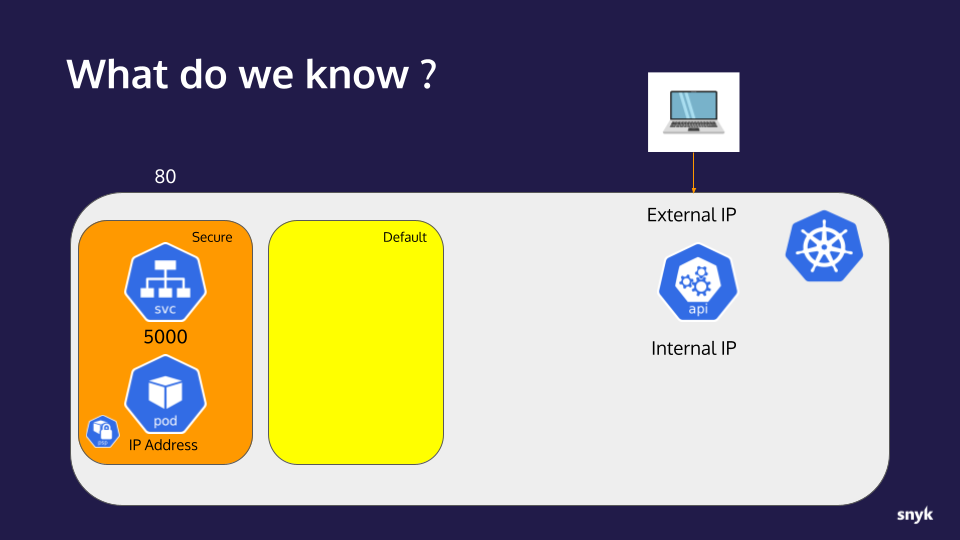 What do we know ?
80
External IP
Secure
Default
svc
api
5000
Internal IP
pod
IP Address
snyk